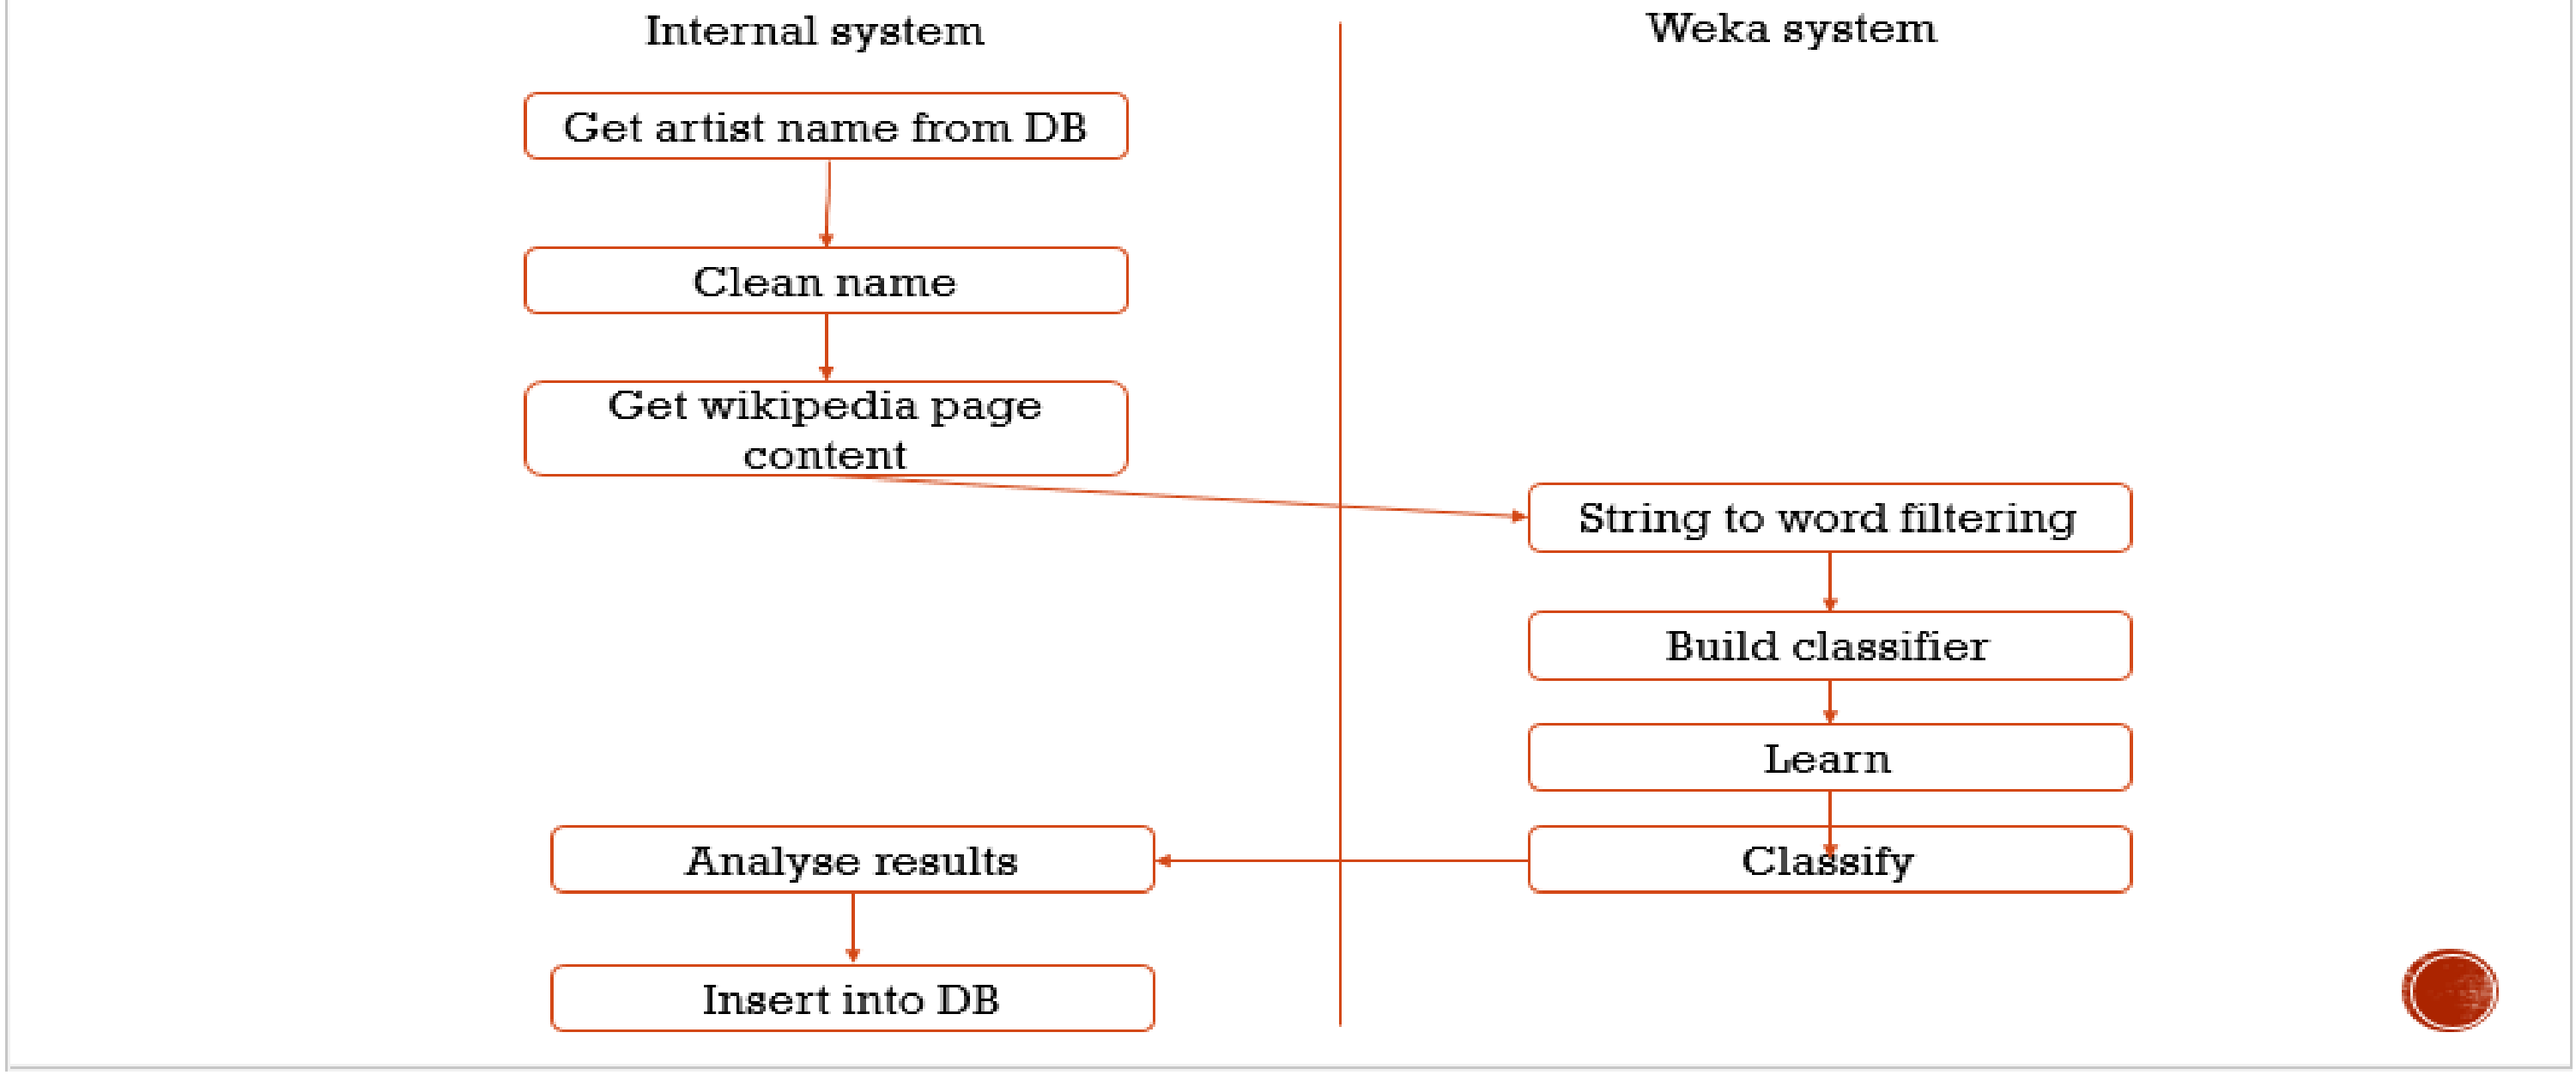 Internal system
Weka system
Get artist name from DB
Clean name
Get wikipedia page
content
String to word filtering
Build classifier
Learn
Classify
Analyse results
Insert into DB